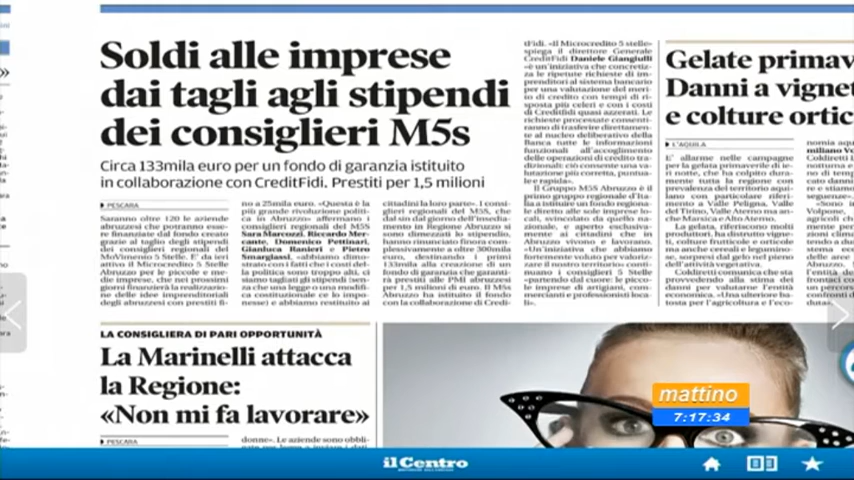 Soldi alle imprese
dai tagli agli stipendi
dei consiglieri M5s
Circa 133mila euro per un fondo di garanzia istituito
in collaborazione con CreditFidi. Prestiti per 1,5 milioni
PESCARA
Saranno oltre 120 le aziende
abruzzesi che potranno esse-
re finanziate dal fondo creato
grazie al taglio degli stipendi
dei consiglieri regionali del
MoVimento 5 Stelle. E' da ieri
attivo il Microcredito 5 Stelle
Abruzzo per le piccole e me-
die imprese, che nei prossimi
giorni finanzierà la realizzazio-
ne delle idee imprenditoriali
degli abruzzesi con prestiti fi-
no a 25mila euro. «Questa è la
più grande rivoluzione politi-
ca in Abruzzo» affermano i
consiglieri regionali del M5S
Sara Marcozzi, Riccardo Mer-
cante, Domenico Pettinari,
Gianluca Ranieri e Pietro
Smargiassi, «abbiamo dimo-
strato con i fatti che i costi del-
la politica sono troppo alti, ci
siamo tagliati gli stipendi (sen-
za che una legge o una modifi-
ca costituzionale ce lo impo-
nesse) e abbiamo restituito ai
cittadini la loro parte». I consi-
glieri regionali del M5S, che
dal sin dal giorno dell'insedia-
mento in Regione Abruzzo si
sono dimezzati lo stipendio,
hanno rinunciato finora com-
plessivamente a oltre 300mila
euro, destinando i primi
133mila alla creazione di un
fondo di garanzia che garanti-
rà prestiti alle PMI abruzzesi
per 1,5 milioni di euro. Il M5s
Abruzzo ha istituito il fondo
con la collaborazione di Credi-
tFidi. «Il Microcredito 5 stelle»
spiega il direttore Generale
CreditFidi Daniele Giangiulli
«è un'iniziativa che concretiz-
za le ripetute richieste di im-
prenditori al sistema bancario
per una valutazione del meri-
to di credito con tempi di ri-
sposta più celeri e con i costi
di Creditfidi quasi azzerati. Le
richieste processate consenti-
ranno di trasferire direttamen-
te al nucleo deliberativo della
Banca tutte le informazioni
funzionali all'accoglimento
delle operazioni di credito tra-
dizionali: ciò consente una va-
lutazione più corretta, puntua-
le e rapida».
Il Gruppo M5S Abruzzo è il
primo gruppo regionale d'Ita-
lia a istituire un fondo regiona-
le diretto alle sole imprese lo-
cali, svincolato da quello na-
zionale, e aperto esclusiva-
mente ai cittadini che in
Abruzzo vivono e lavorano.
«Un'iniziativa che abbiamo
fortemente voluto per valoriz-
zare il nostro territorio» conti-
nuano i consiglieri 5 Stelle
«partendo dal cuore: le picco-
le imprese di artigiani, com-
mercianti e professionisti loca-
li».
Gelate primav
Danni a vignet
e colture ortic
L'AQUILA
E' allarme nelle campagne
per la gelata primaverile di ie-
ri notte, che ha colpito dura-
mente tutta la regione con
prevalenza del territorio aqui-
lano con particolare riferi-
mento a Valle Peligna, Valle
del Tirino, Valle Aterno ma an-
che Marsica e Alto Aterno.
La gelata, riferiscono molti
produttori, ha distrutto vigne-
ti, colture frutticole e orticole
ma anche cereali e legumino-
se, sorpresi dal gelo nel pieno
dell'attività vegetativa.
Coldiretti comunica che sta
provvedendo alla stima dei
danni per valutarne l'entità
economica. «Una ulteriore ba-
tosta per l'agricoltura e l'eco-
LA CONSIGLIERA DI PARI OPPORTUNITÀ
La Marinelli attacca
la Regione:
«Non mi fa lavorare»
PESCARA
donne». Le aziende sono obbli-
mattino
7:17:34
il Centro